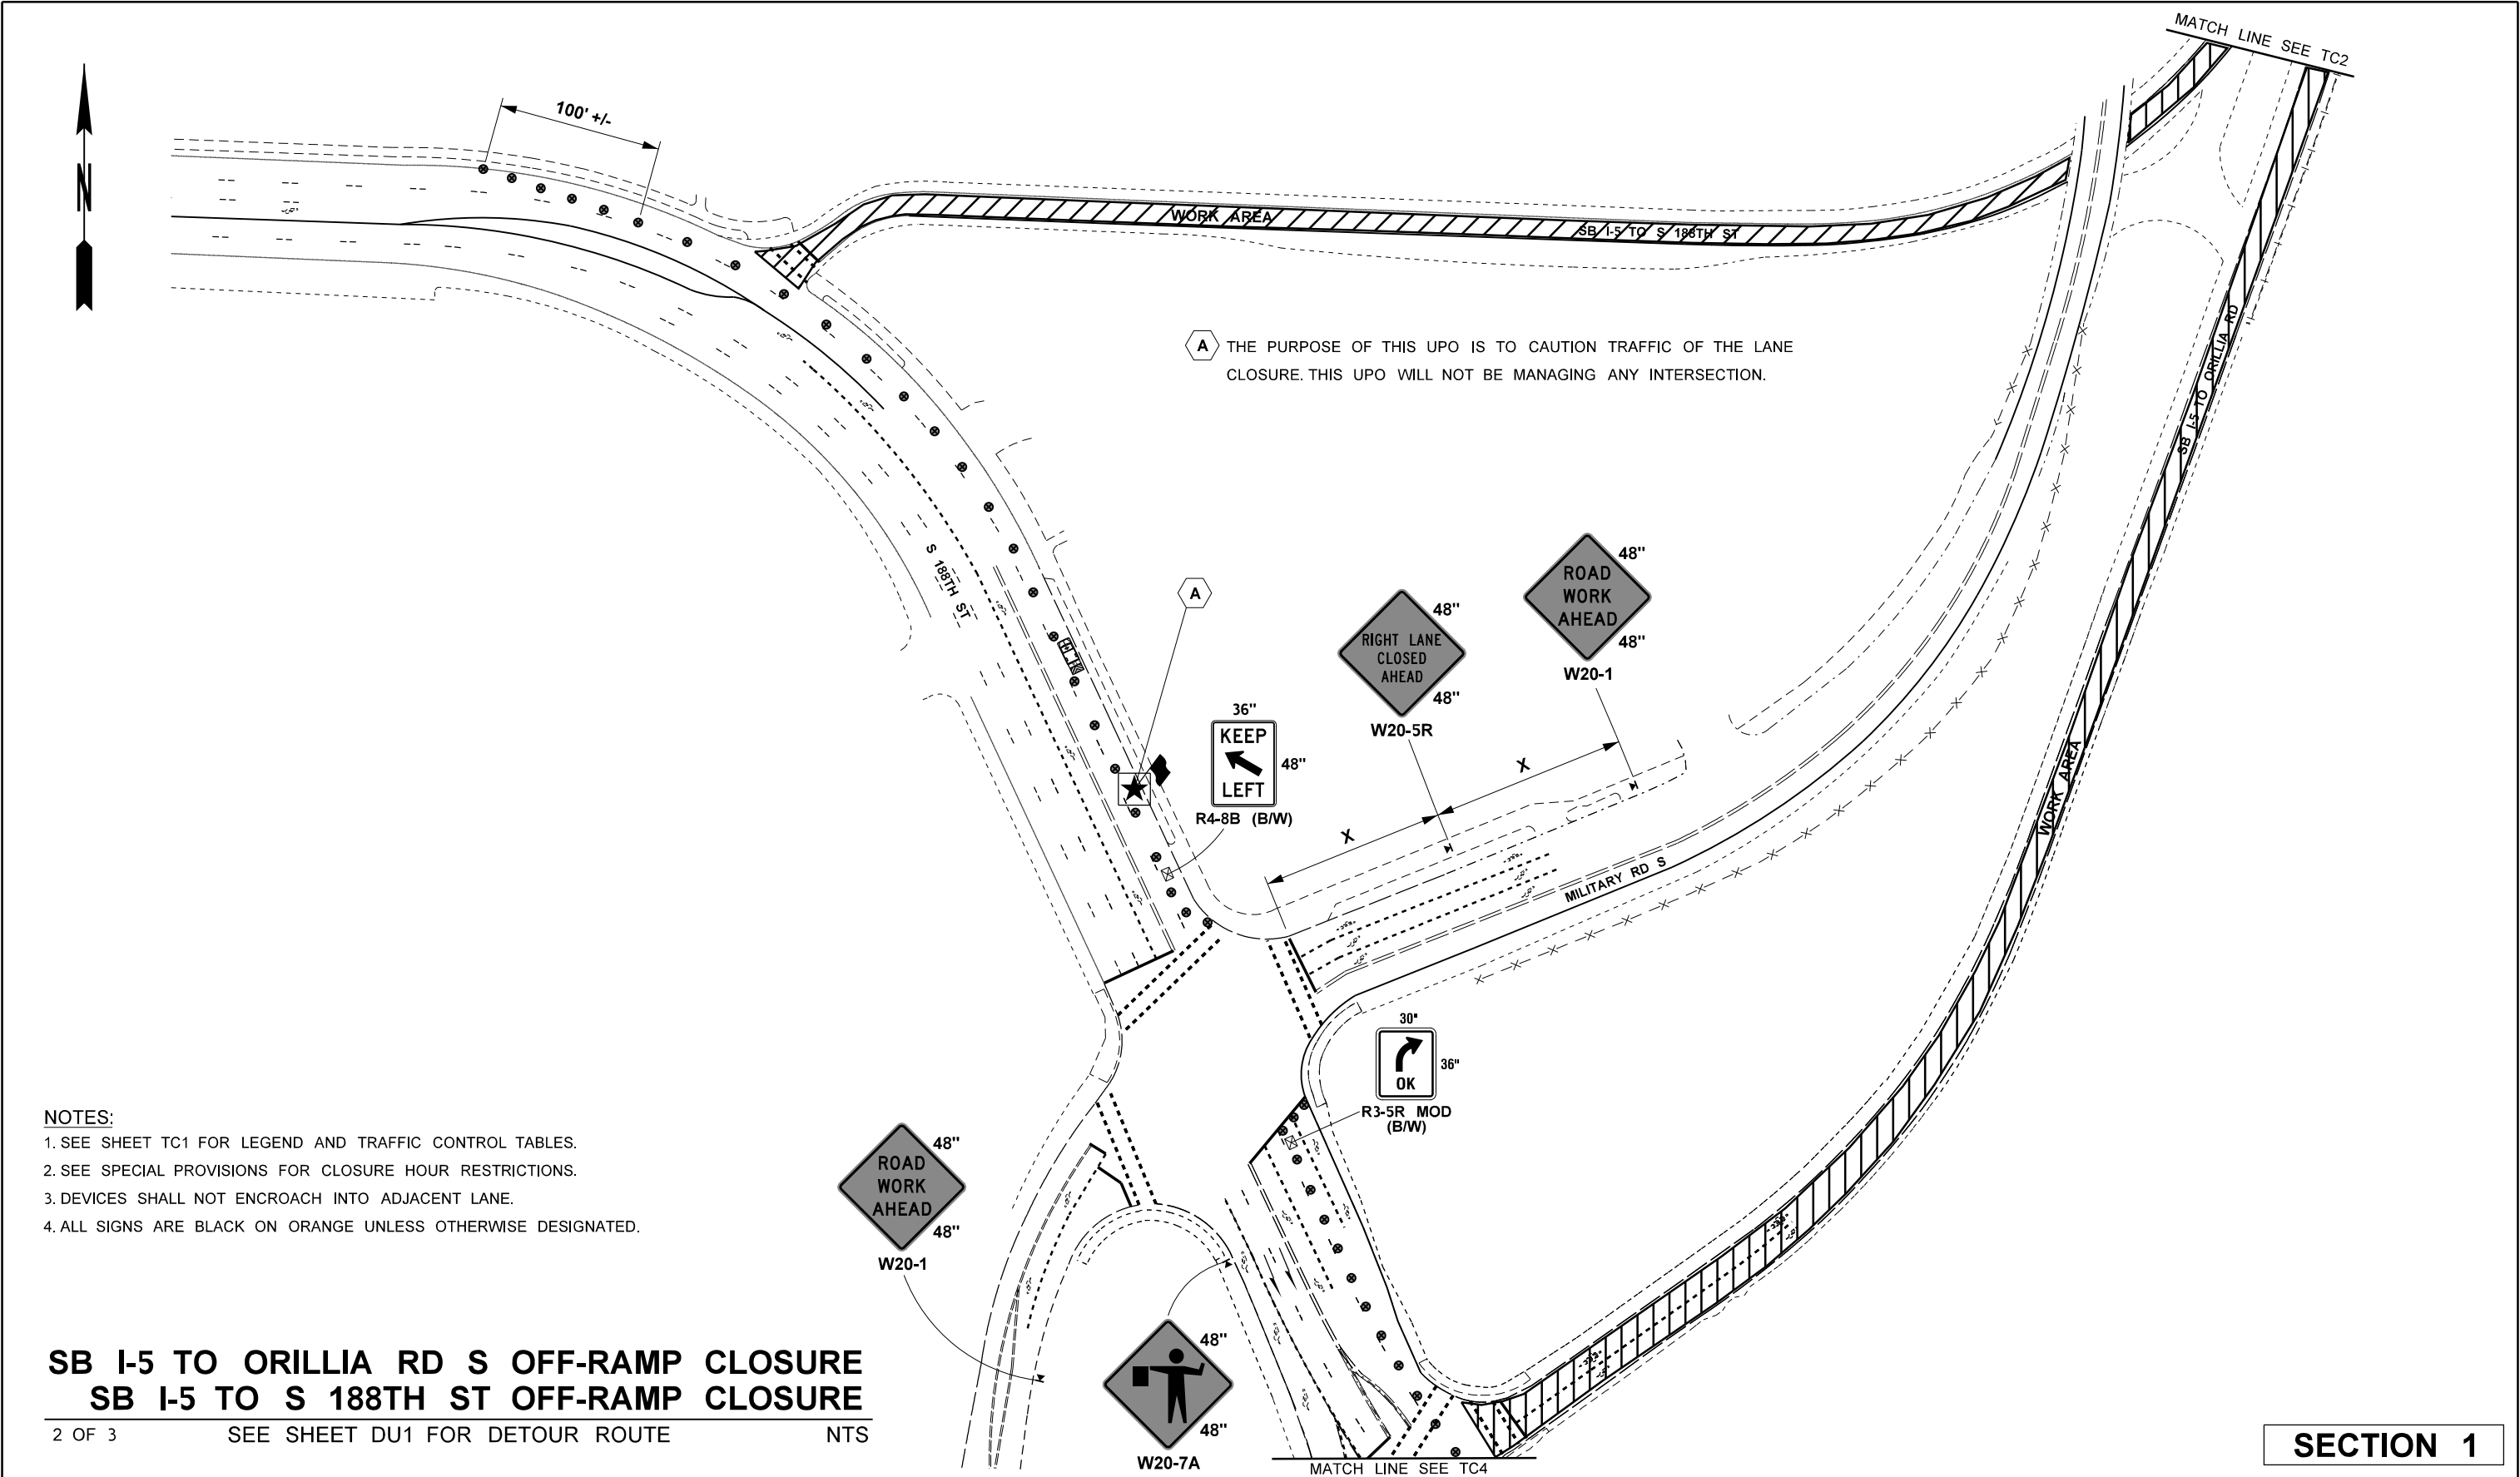 MATCH LINE SEE TC2
100' +/-
N
WORK AREA
SB I-5 TO S 188TH ST
A
THE PURPOSE OF THIS UPO IS TO CAUTION TRAFFIC OF THE LANE
CLOSURE. THIS UPO WILL NOT BE MANAGING ANY INTERSECTION.
SB I-5 TO ORILLIA RD
S 188TH ST
A
ROAD
WORK
AHEAD
48"
48"
W20-1
RIGHT LANE
CLOSED
AHEAD
48"
48"
W20-5R
36"
KEEP
LEFT
48"
R4-8B (B/W)
X
X
WORK AREA
MILITARY RD S
30"
OK
36"
R3-5R MOD
(B/W)
NOTES:
1. SEE SHEET TC1 FOR LEGEND AND TRAFFIC CONTROL TABLES.
2. SEE SPECIAL PROVISIONS FOR CLOSURE HOUR RESTRICTIONS.
3. DEVICES SHALL NOT ENCROACH INTO ADJACENT LANE.
4. ALL SIGNS ARE BLACK ON ORANGE UNLESS OTHERWISE DESIGNATED.
ROAD
WORK
AHEAD
48"
48"
W20-1
48"
48"
W20-7A
SB I-5 TO ORILLIA RD S OFF-RAMP CLOSURE
SB I-5 TO S 188TH ST OFF-RAMP CLOSURE
2 OF 3 SEE SHEET DU1 FOR DETOUR ROUTE NTS
MATCH LINE SEE TC4
SECTION 1